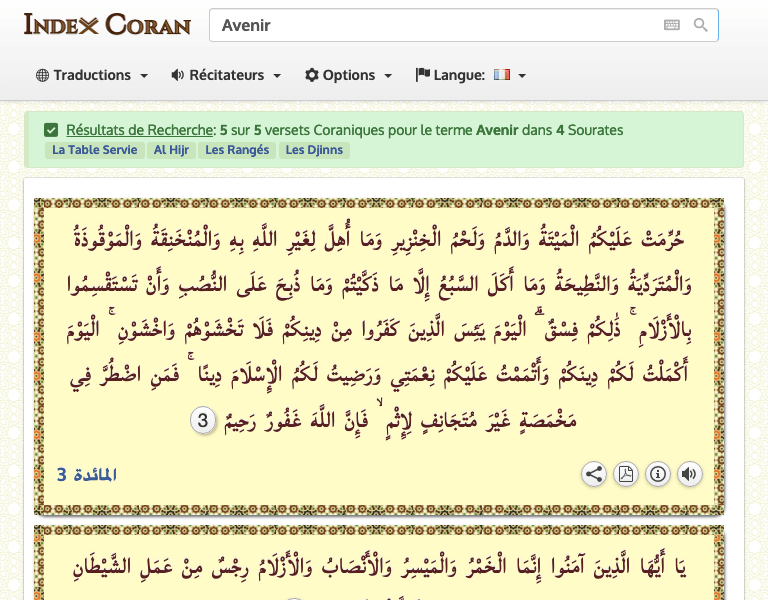 INDEX CORAN
Avenir
Traductions
Récitateurs
Options
Langue:
Résultats de Recherche: 5 sur 5 versets Coraniques pour le terme Avenir dans 4 Sourates
La Table Servie Al Hijr Les Rangés Les Djinns
حُرِّمَتْ عَلَيْكُمُ الْمَيْتَةُ وَالدَّمُ وَلَحْمُ الْخِنْزِيرِ وَمَا أُهِلَّ لِغَيْرِ اللَّهِ بِهِ وَالْمُنْخَنِقَةُ وَالْمَوْقُوذَةُ
وَالْمُتَرَدِّيَةُ وَالنَّطِيحَةُ وَمَا أَكَلَ السَّبُعُ إِلَّا مَا ذَكَّيْتُمْ وَمَا ذُبِحَ عَلَى النُّصُبِ وَأَنْ تَسْتَقْسِمُوا
بِالْأَزْلَامِ ۚ ذَٰلِكُمْ فِسْقٌ ۗ الْيَوْمَ يَئِسَ الَّذِينَ كَفَرُوا مِنْ دِينِكُمْ فَلَا تَخْشَوْهُمْ وَاخْشَوْنِ ۚ الْيَوْمَ
أَكْمَلْتُ لَكُمْ دِينَكُمْ وَأَتْمَمْتُ عَلَيْكُمْ نِعْمَتِي وَرَضِيتُ لَكُمُ الْإِسْلَامَ دِينًا ۚ فَمَنِ اضْطُرَّ فِي
مَخْمَصَةٍ غَيْرَ مُتَجَانِفٍ لِإِثْمٍ ۙ فَإِنَّ اللَّهَ غَفُورٌ رَحِيمٌ 3
المائدة 3
يَا أَيُّهَا الَّذِينَ آمَنُوا إِنَّمَا الْخَمْرُ وَالْمَيْسِرُ وَالْأَنْصَابُ وَالْأَزْلَامُ رِجْسٌ مِنْ عَمَلِ الشَّيْطَانِ